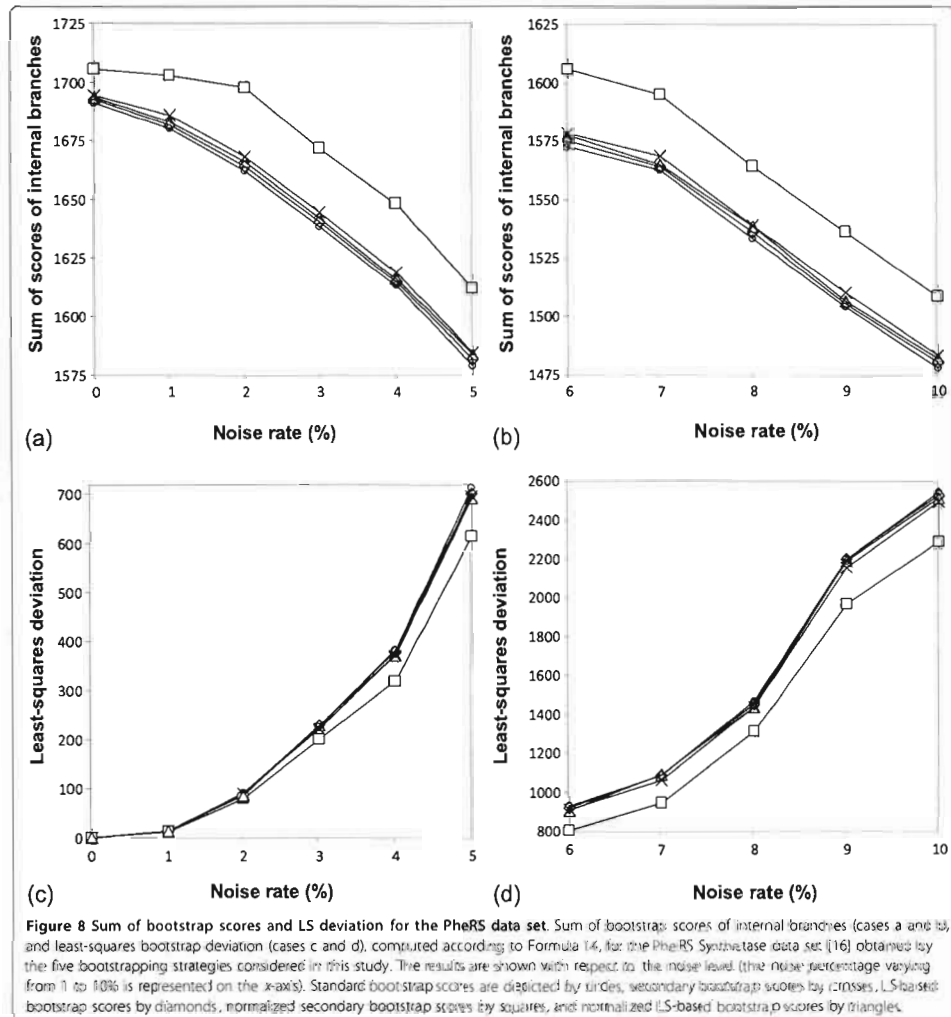 1725
1700
1675
1650
1625
1600
1575
Sum of scores of internal branches
0 1 2 3 4 5
(a) Noise rate (%)
1625
1600
1575
1550
1525
1500
1475
Sum of scores of internal branches
6 7 8 9 10
(b) Noise rate (%)
700
600
500
400
300
200
100
0
Least-squares deviation
0 1 2 3 4 5
(c) Noise rate (%)
2600
2400
2200
2000
1800
1600
1400
1200
1000
800
Least-squares deviation
6 7 8 9 10
(d) Noise rate (%)
Figure 8 Sum of bootstrap scores and LS deviation for the PheRS data set. Sum of bootstrap scores of internal branches (cases a and b),
and least-squares bootstrap deviation (cases c and d), computed according to Formula 14, for the PheRS Synthetase data set [16] obtained by
the five bootstrapping strategies considered in this study. The results are shown with respect to the noise level (the noise percentage varying
from 1 to 10% is represented on the x-axis). Standard bootstrap scores are depicted by circles, secondary bootstrap scores by crosses, LS-based
bootstrap scores by diamonds, normalized secondary bootstrap scores by squares, and normalized LS-based bootstrap scores by triangles.